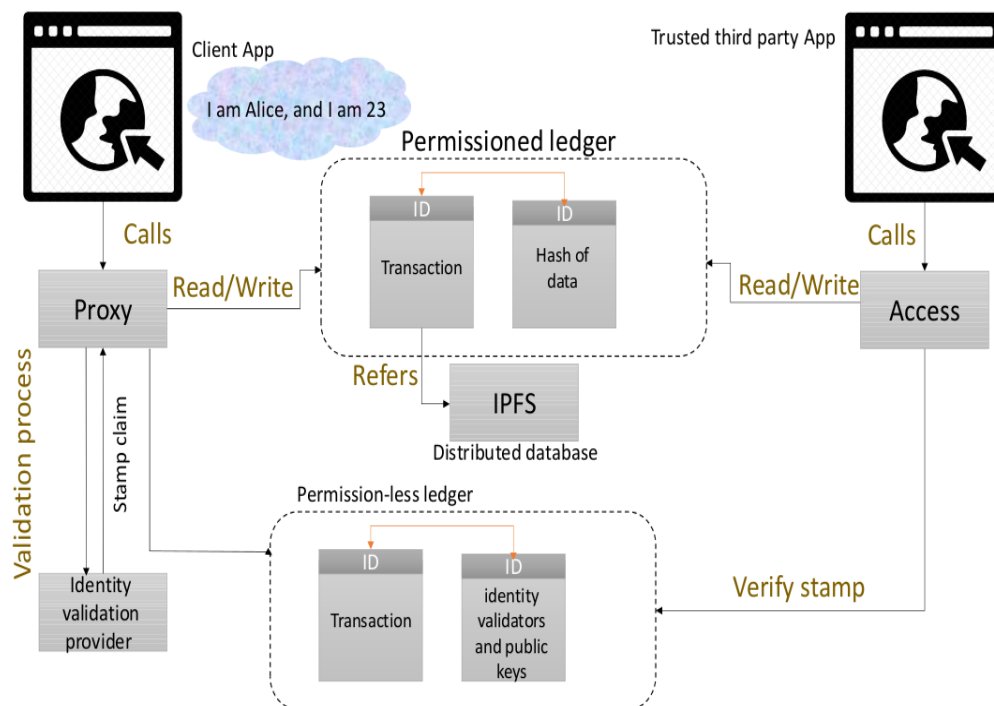 Client App
Trusted third party App
I am Alice, and I am 23
Permissioned ledger
ID
ID
Transaction
Hash of
data
Calls
Calls
Read/Write
Read/Write
Proxy
Access
Refers
IPFS
Distributed database
Validation process
Stamp claim
Permission-less ledger
ID
ID
Transaction
identity
validators
and public
keys
Identity
validation
provider
Verify stamp